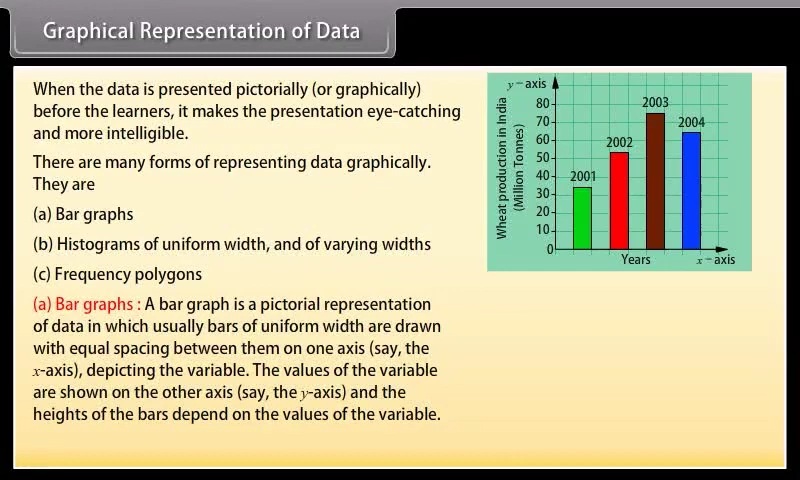 Graphical Representation of Data
When the data is presented pictorially (or graphically)
before the learners, it makes the presentation eye-catching
and more intelligible.
There are many forms of representing data graphically.
They are
(a) Bar graphs
(b) Histograms of uniform width, and of varying widths
(c) Frequency polygons
(a) Bar graphs : A bar graph is a pictorial representation
of data in which usually bars of uniform width are drawn
with equal spacing between them on one axis (say, the
x-axis), depicting the variable. The values of the variable
are shown on the other axis (say, the y-axis) and the
heights of the bars depend on the values of the variable.
y – axis
Wheat production in India
(Million Tonnes)
80
70
60
50
40
30
20
10
0
2001
2002
2003
2004
Years
x – axis